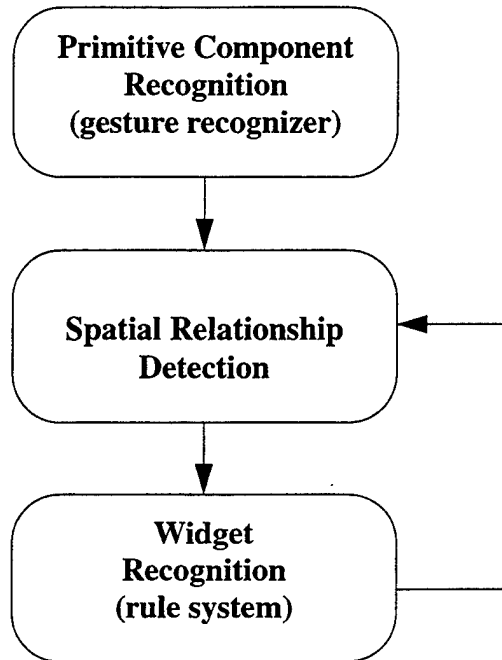 Primitive Component
Recognition
(gesture recognizer)
Spatial Relationship
Detection
Widget
Recognition
(rule system)